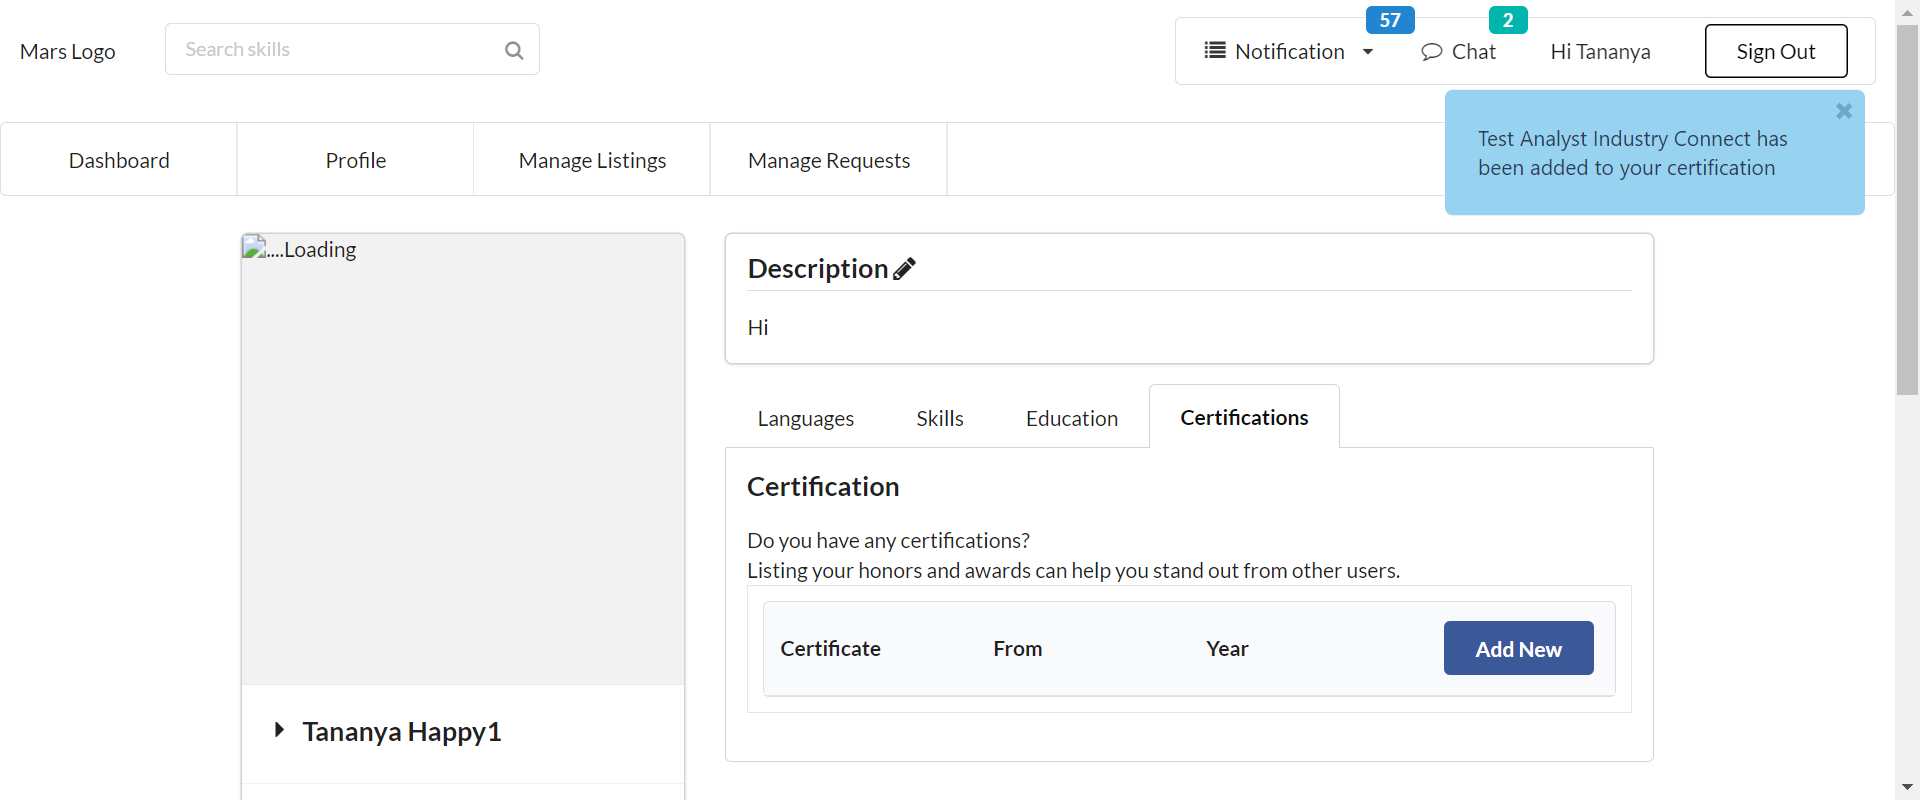 57
2
Mars Logo
Search skills
Notification
Chat
Hi Tananya
Sign Out
Dashboard
Profile
Manage Listings
Manage Requests
Test Analyst Industry Connect has
been added to your certification
....Loading
Description
Hi
Languages
Skills
Education
Certifications
Certification
Do you have any certifications?
Listing your honors and awards can help you stand out from other users.
Certificate
From
Year
Add New
Tananya Happy1